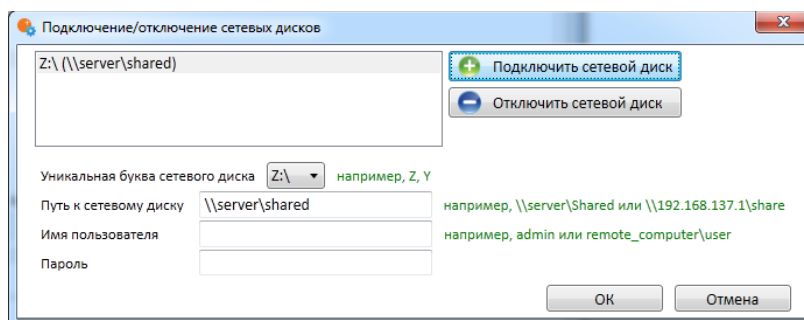 Подключение/отключение сетевых дисков
Z:\ (\\server\shared)
Подключить сетевой диск
Отключить сетевой диск
Уникальная буква сетевого диска Z:\ например, Z, Y
Путь к сетевому диску \\server\shared например, \\server\Shared или \\192.168.137.1\share
Имя пользователя например, admin или remote_computer\user
Пароль
ОК Отмена